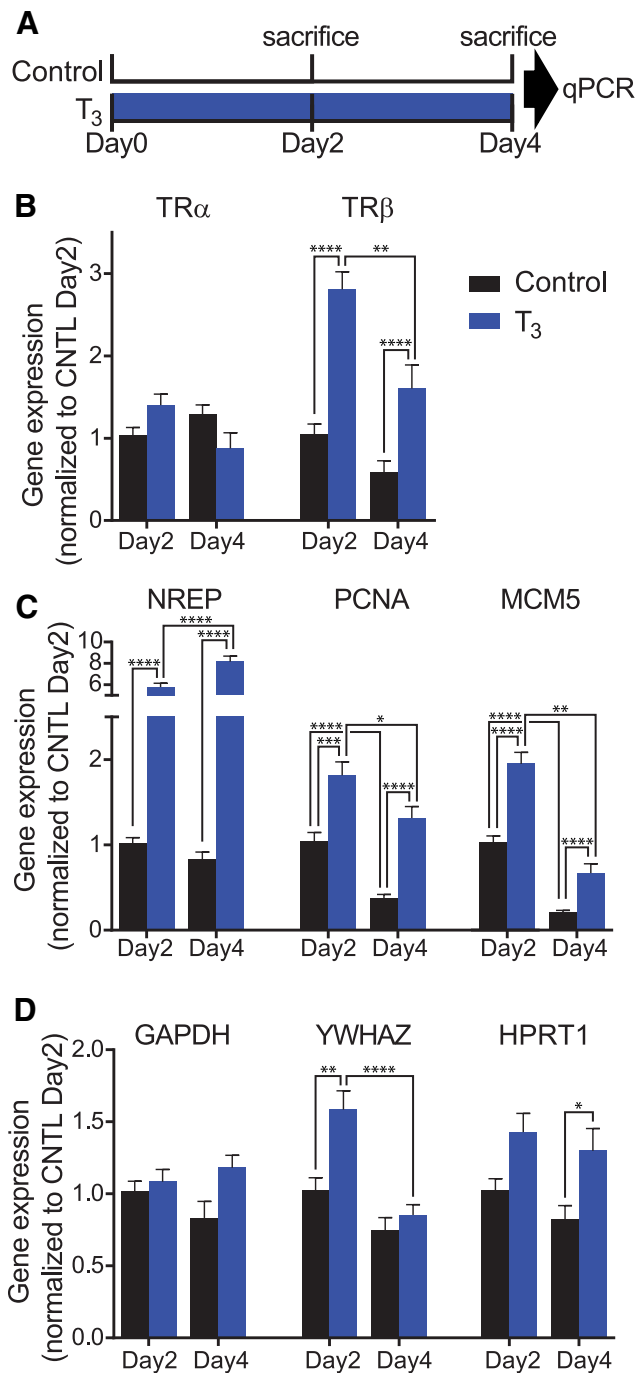 A
sacrifice sacrifice
Control
T3
qPCR
Day0 Day2 Day4
B
TRα TRβ
Gene expression
(normalized to CNTL Day2)
3
2
1
0
**** **
****
Control
T3
Day2 Day4 Day2 Day4
C
NREP PCNA MCM5
Gene expression
(normalized to CNTL Day2)
10
8
6
2
1
0
****
**** ****
**** *
***
****
**** **
****
****
Day2 Day4 Day2 Day4 Day2 Day4
D
GAPDH YWHAZ HPRT1
Gene expression
(normalized to CNTL Day2)
2.0
1.5
1.0
0.5
0.0
** ****
*
Day2 Day4 Day2 Day4 Day2 Day4